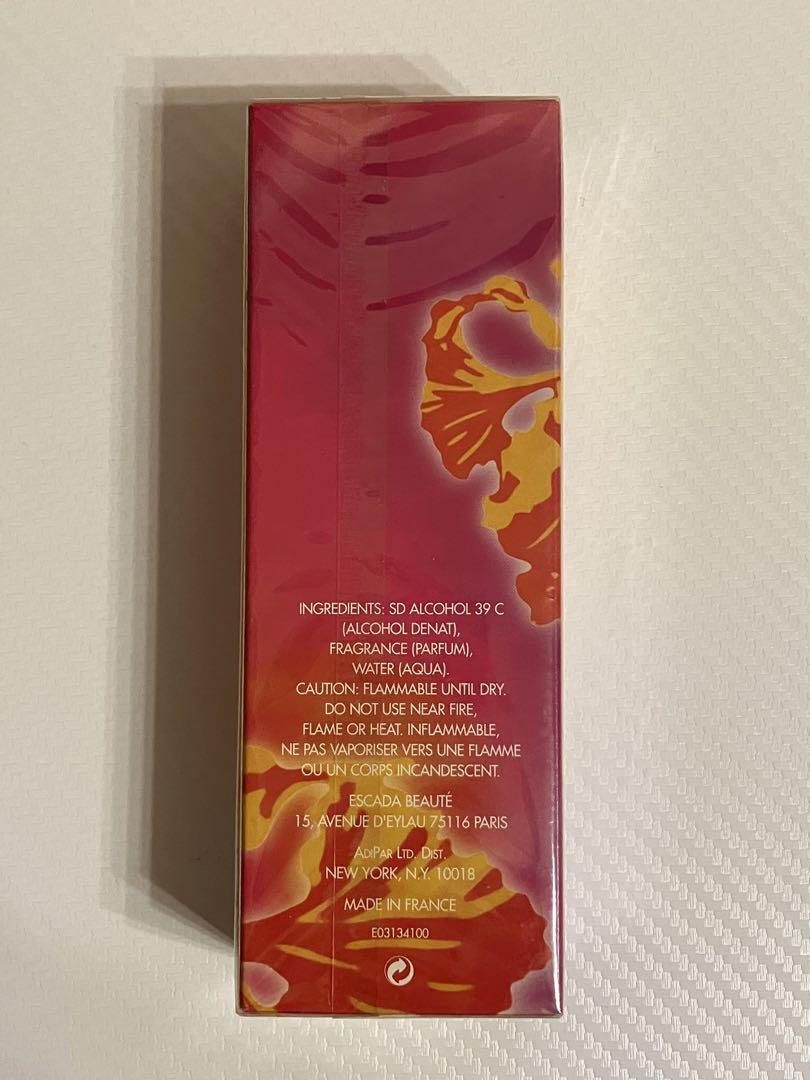 INGREDIENTS: SD ALCOHOL 39 C
(ALCOHOL DENAT),
FRAGRANCE (PARFUM),
WATER (AQUA).
CAUTION: FLAMMABLE UNTIL DRY.
DO NOT USE NEAR FIRE,
FLAME OR HEAT. INFLAMMABLE,
NE PAS VAPORISER VERS UNE FLAMME
OU UN CORPS INCANDESCENT.
ESCADA BEAUTÉ
15, AVENUE D'EYLAU 75116 PARIS
ADIPAR LTD. DIST.
NEW YORK, N.Y. 10018
MADE IN FRANCE
E03134100